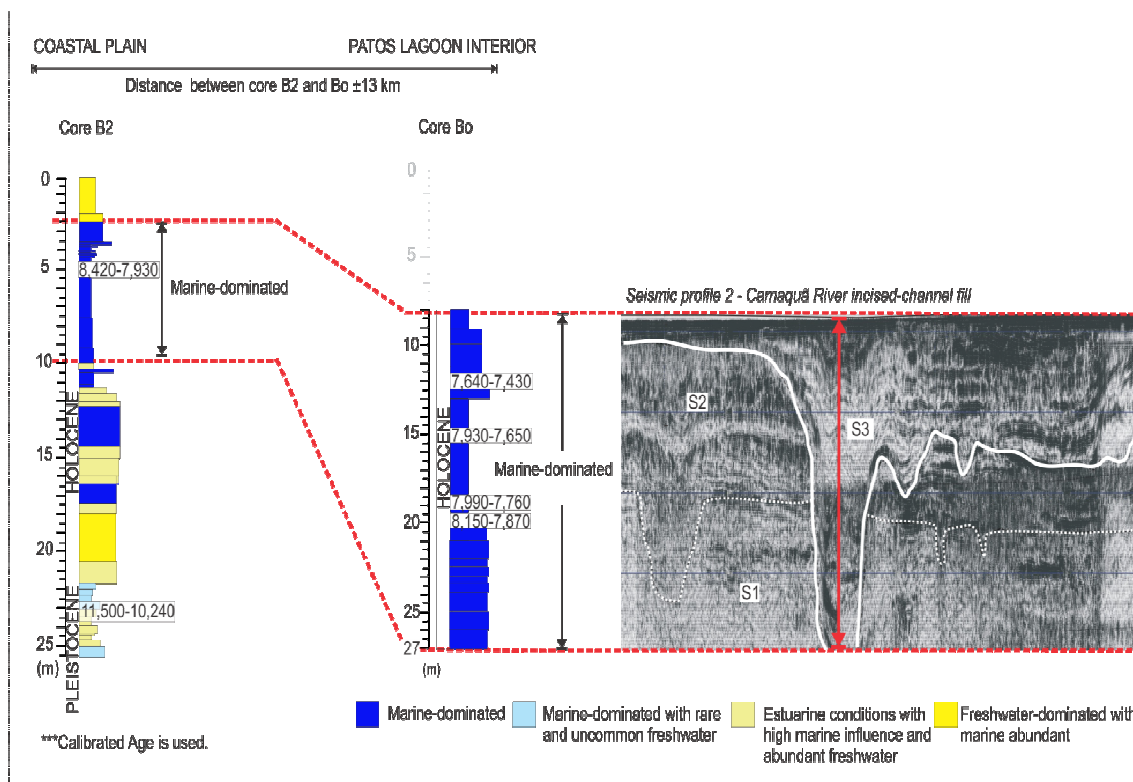 COASTAL PLAIN
PATOS LAGOON INTERIOR
Distance between core B2 and Bo ±13 km
Core B2
Core Bo
0
5
10
15
20
25
(m)
HOLOCENE
PLEISTOCENE
8,420-7,930
11,500-10,240
Marine-dominated
0
5
10
15
20
25
27
(m)
HOLOCENE
7,640-7,430
7,930-7,650
7,990-7,760
8,150-7,870
Marine-dominated
Seismic profile 2 - Camaquã River incised-channel fill
S2
S3
S1
Marine-dominated
Marine-dominated with rare
and uncommon freshwater
Estuarine conditions with
high marine influence and
abundant freshwater
Freshwater-dominated with
marine abundant
***Calibrated Age is used.